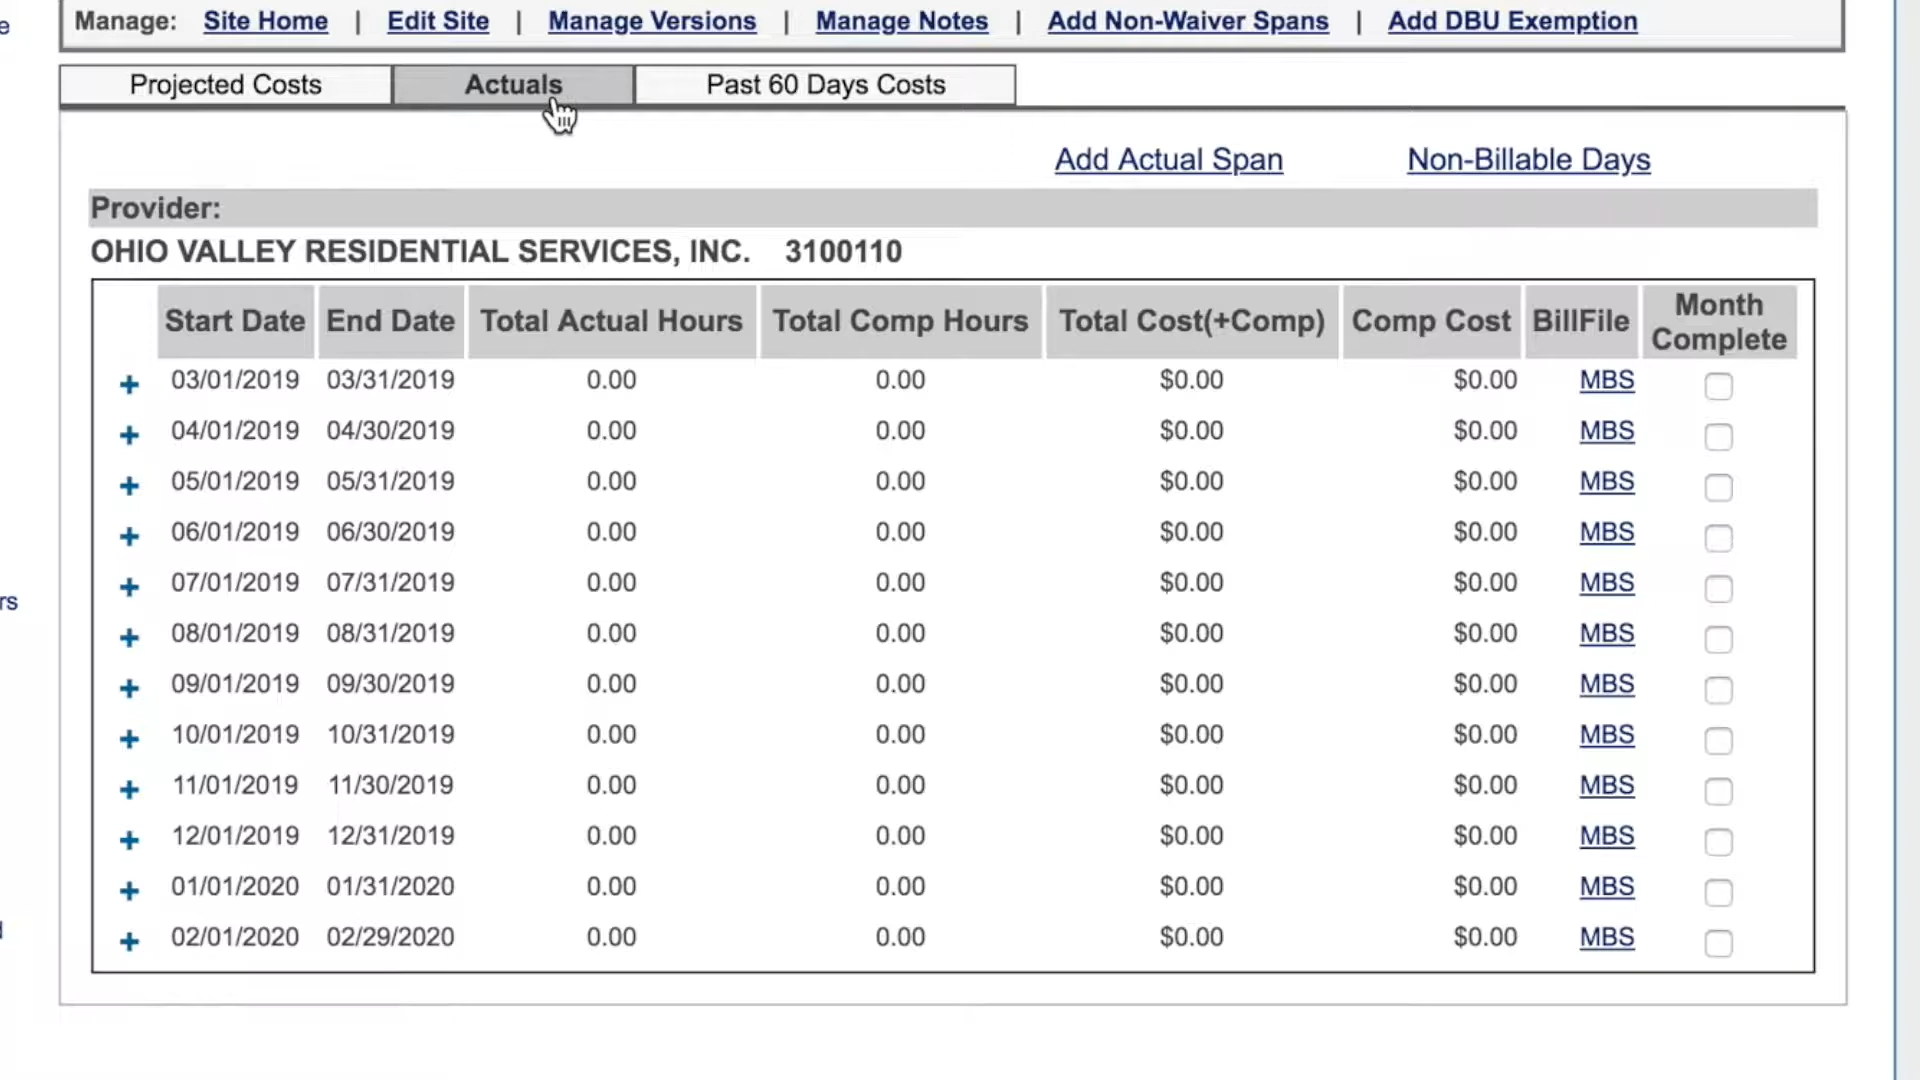 Manage: Site Home | Edit Site | Manage Versions | Manage Notes | Add Non-Waiver Spans | Add DBU Exemption
Projected Costs Actuals Past 60 Days Costs
Add Actual Span Non-Billable Days
Provider:
OHIO VALLEY RESIDENTIAL SERVICES, INC. 3100110
Start Date End Date Total Actual Hours Total Comp Hours Total Cost(+Comp) Comp Cost BillFile Month Complete
03/01/2019 03/31/2019 0.00 0.00 $0.00 $0.00 MBS
04/01/2019 04/30/2019 0.00 0.00 $0.00 $0.00 MBS
05/01/2019 05/31/2019 0.00 0.00 $0.00 $0.00 MBS
06/01/2019 06/30/2019 0.00 0.00 $0.00 $0.00 MBS
07/01/2019 07/31/2019 0.00 0.00 $0.00 $0.00 MBS
08/01/2019 08/31/2019 0.00 0.00 $0.00 $0.00 MBS
09/01/2019 09/30/2019 0.00 0.00 $0.00 $0.00 MBS
10/01/2019 10/31/2019 0.00 0.00 $0.00 $0.00 MBS
11/01/2019 11/30/2019 0.00 0.00 $0.00 $0.00 MBS
12/01/2019 12/31/2019 0.00 0.00 $0.00 $0.00 MBS
01/01/2020 01/31/2020 0.00 0.00 $0.00 $0.00 MBS
02/01/2020 02/29/2020 0.00 0.00 $0.00 $0.00 MBS